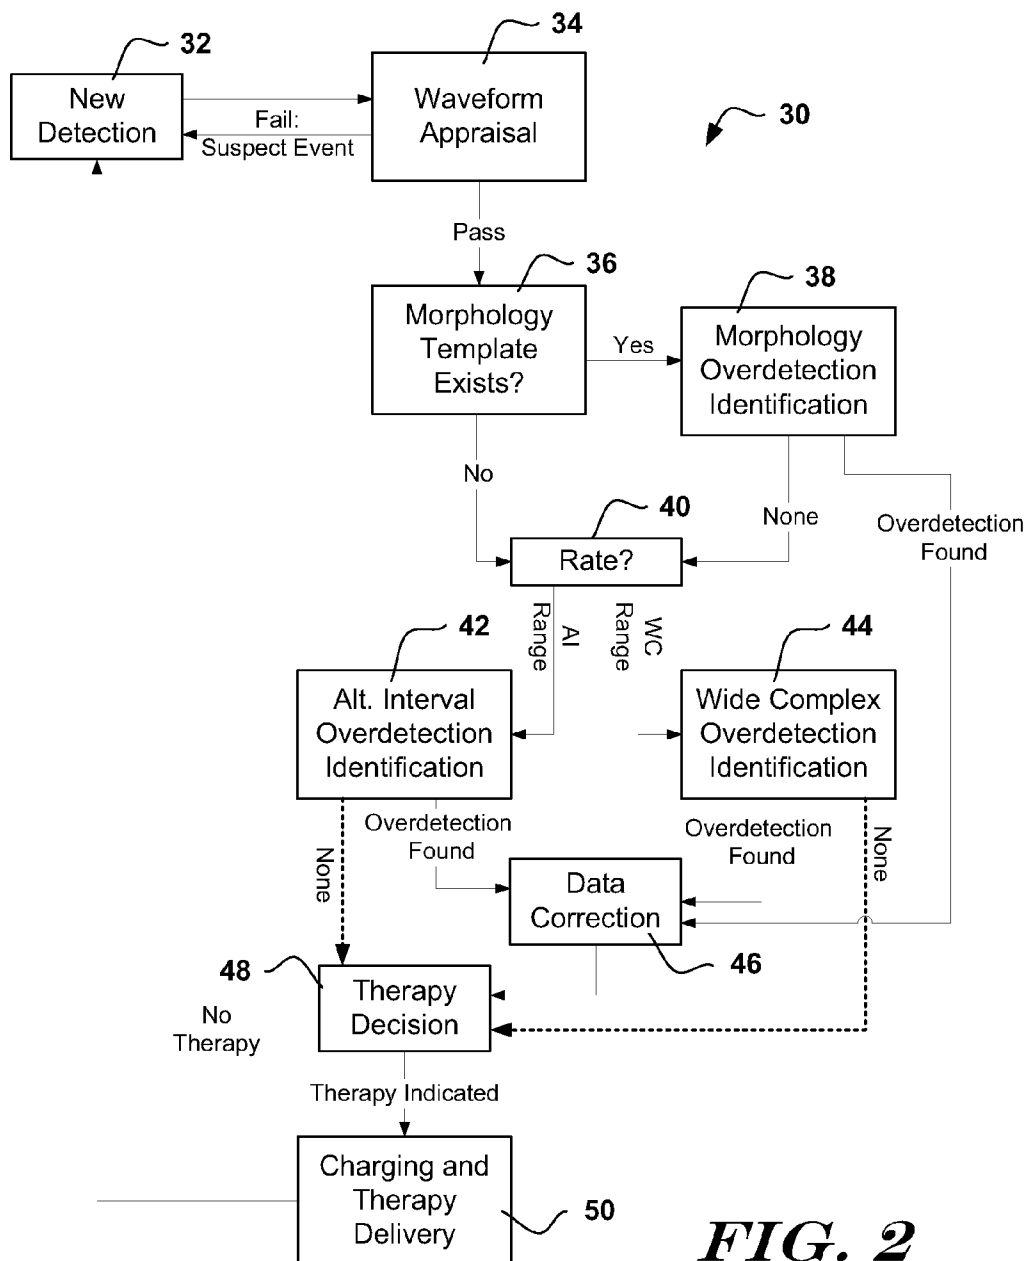 32
New
Detection
Fail:
Suspect Event
34
Waveform
Appraisal
30
Pass
36
Morphology
Template
Exists?
Yes
38
Morphology
Overdetection
Identification
No
None
Overdetection
Found
40
Rate?
AI
Range
WC
Range
42
Alt. Interval
Overdetection
Identification
44
Wide Complex
Overdetection
Identification
None
Overdetection
Found
Overdetection
Found
None
Data
Correction
46
48
Therapy
Decision
No
Therapy
Therapy Indicated
Charging and
Therapy
Delivery
50
FIG. 2